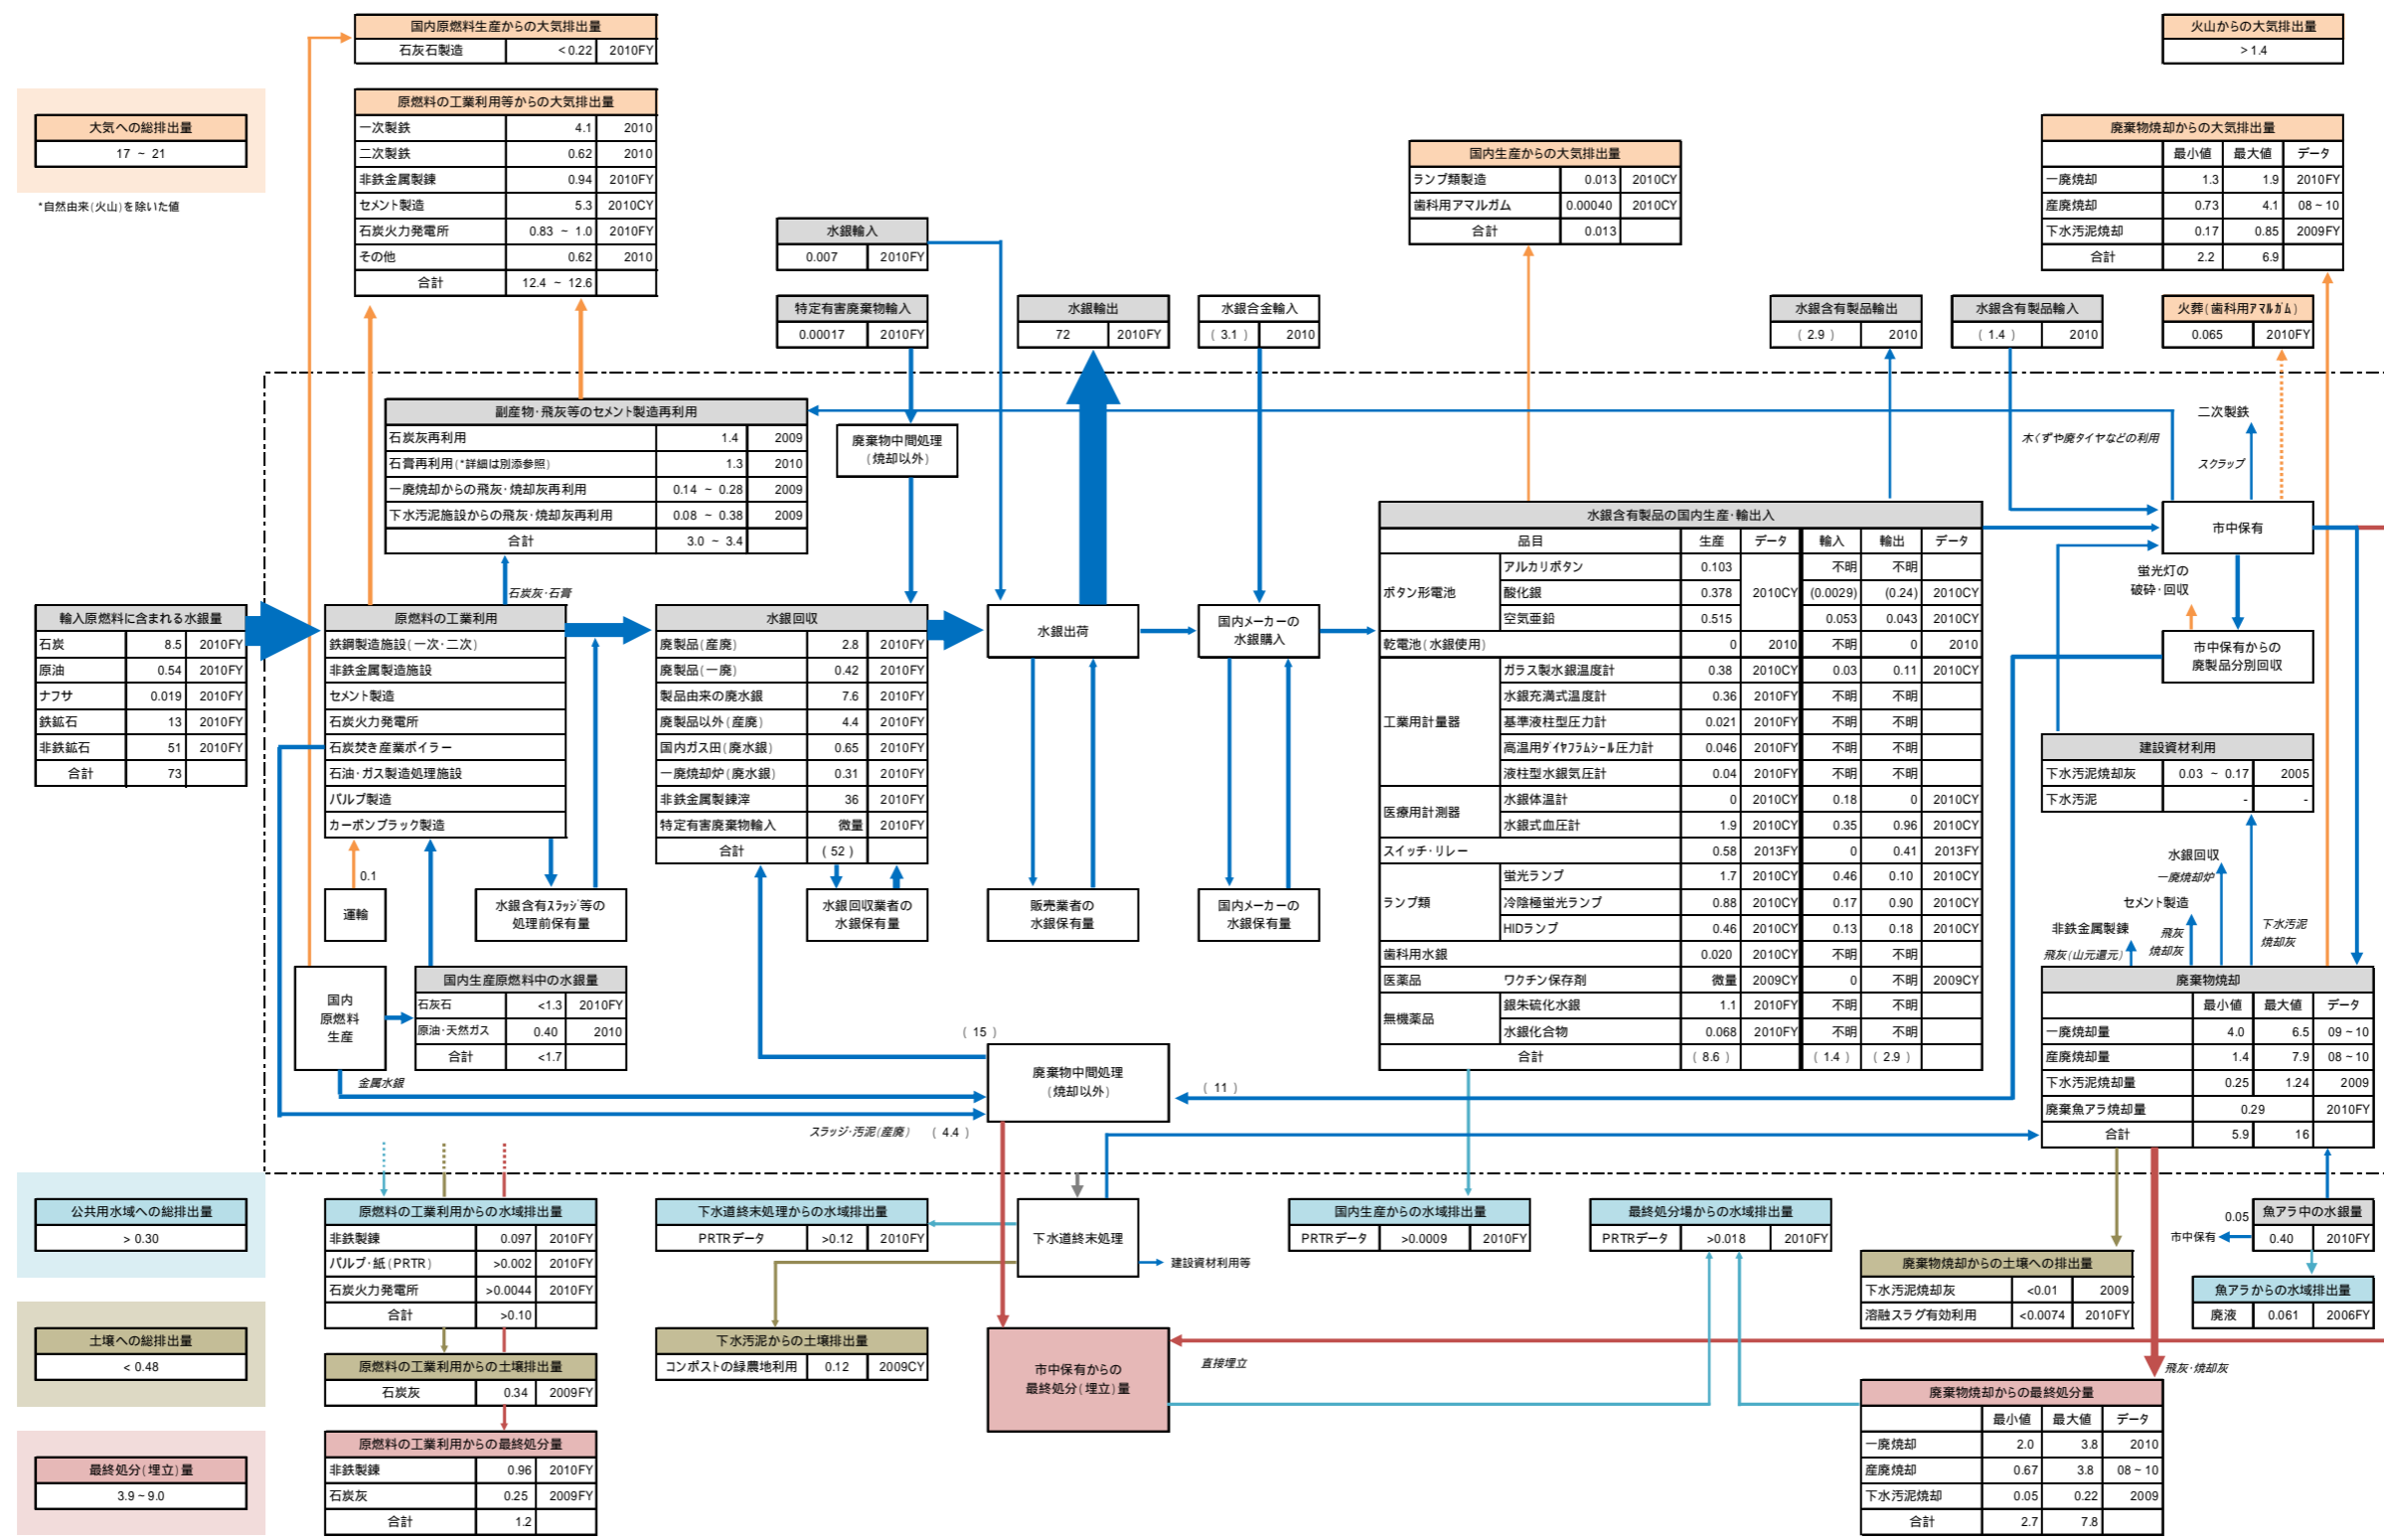 国内原燃料生産からの大気排出量
石灰石製造 <0.22 2010FY
火山からの大気排出量
>1.4
大気への総排出量
17 ~ 21
*自然由来(火山)を除いた値
原燃料の工業利用等からの大気排出量
一次製鉄 4.1 2010
二次製鉄 0.62 2010
非鉄金属製錬 0.94 2010FY
セメント製造 5.3 2010CY
石炭火力発電所 0.83 ~ 1.0 2010FY
その他 0.62 2010
合計 12.4 ~ 12.6
国内生産からの大気排出量
ランプ類製造 0.013 2010CY
歯科用アマルガム 0.00040 2010CY
合計 0.013
廃棄物焼却からの大気排出量
最小値 最大値 データ
一廃焼却 1.3 1.9 2010FY
産廃焼却 0.73 4.1 08~10
下水汚泥焼却 0.17 0.85 2009FY
合計 2.2 6.9
水銀輸入
0.007 2010FY
特定有害廃棄物輸入
0.00017 2010FY
水銀輸出
72 2010FY
水銀合金輸入
( 3.1 ) 2010
水銀含有製品輸出
( 2.9 ) 2010
水銀含有製品輸入
( 1.4 ) 2010
火葬(歯科用アマルガム)
0.065 2010FY
副産物・飛灰等のセメント製造再利用
石炭灰再利用 1.4 2009
石膏再利用(*詳細は別添参照) 1.3 2010
一廃焼却からの飛灰・焼却灰再利用 0.14 ~ 0.28 2009
下水汚泥施設からの飛灰・焼却灰再利用 0.08 ~ 0.38 2009
合計 3.0 ~ 3.4
石炭灰・石膏
廃棄物中間処理
(焼却以外)
木くずや廃タイヤなどの利用
二次製鉄
スクラップ
市中保有
蛍光灯の
破砕・回収
市中保有からの
廃製品分別回収
輸入原燃料に含まれる水銀量
石炭 8.5 2010FY
原油 0.54 2010FY
ナフサ 0.019 2010FY
鉄鉱石 13 2010FY
非鉄鉱石 51 2010FY
合計 73
原燃料の工業利用
鉄鋼製造施設(一次・二次)
非鉄金属製造施設
セメント製造
石炭火力発電所
石炭焚き産業ボイラー
石油・ガス製造処理施設
パルプ製造
カーボンブラック製造
水銀回収
廃製品(産廃) 2.8 2010FY
廃製品(一廃) 0.42 2010FY
製品由来の廃水銀 7.6 2010FY
廃製品以外(産廃) 4.4 2010FY
国内ガス田(廃水銀) 0.65 2010FY
一廃焼却炉(廃水銀) 0.31 2010FY
非鉄金属製錬滓 36 2010FY
特定有害廃棄物輸入 微量 2010FY
合計 ( 52 )
水銀出荷
国内メーカーの
水銀購入
水銀含有製品の国内生産・輸出入
品目 生産 データ 輸入 輸出 データ
ボタン形電池 アルカリボタン 0.103 不明 不明
酸化銀 0.378 2010CY (0.0029) (0.24) 2010CY
空気亜鉛 0.515 0.053 0.043 2010CY
乾電池(水銀使用) 0 2010 不明 0 2010
工業用計量器 ガラス製水銀温度計 0.38 2010CY 0.03 0.11 2010CY
水銀充満式温度計 0.36 2010FY 不明 不明
基準液柱型圧力計 0.021 2010FY 不明 不明
高温用ダイヤフラムシール圧力計 0.046 2010FY 不明 不明
液柱型水銀気圧計 0.04 2010FY 不明 不明
医療用計測器 水銀体温計 0 2010CY 0.18 0 2010CY
水銀式血圧計 1.9 2010CY 0.35 0.96 2010CY
スイッチ・リレー 0.58 2013FY 0 0.41 2013FY
ランプ類 蛍光ランプ 1.7 2010CY 0.46 0.10 2010CY
冷陰極蛍光ランプ 0.88 2010CY 0.17 0.90 2010CY
HIDランプ 0.46 2010CY 0.13 0.18 2010CY
歯科用水銀 0.020 2010CY 不明 不明
医薬品 ワクチン保存剤 微量 2009CY 0 不明 2009CY
無機薬品 銀朱硫化水銀 1.1 2010FY 不明 不明
水銀化合物 0.068 2010FY 不明 不明
合計 ( 8.6 ) ( 1.4 ) ( 2.9 )
建設資材利用
下水汚泥焼却灰 0.03 ~ 0.17 2005
下水汚泥 - -
0.1
運輸
水銀含有スラッジ等の
処理前保有量
水銀回収業者の
水銀保有量
販売業者の
水銀保有量
国内メーカーの
水銀保有量
水銀回収
一廃焼却炉
セメント製造
飛灰
焼却灰
非鉄金属製錬
飛灰(山元還元)
下水汚泥
焼却灰
国内
原燃料
生産
国内生産原燃料中の水銀量
石灰石 <1.3 2010FY
原油・天然ガス 0.40 2010
合計 <1.7
金属水銀
( 15 )
廃棄物中間処理
(焼却以外)
( 11 )
スラッジ・汚泥(産廃) ( 4.4 )
廃棄物焼却
最小値 最大値 データ
一廃焼却量 4.0 6.5 09~10
産廃焼却量 1.4 7.9 08~10
下水汚泥焼却量 0.25 1.24 2009
廃棄魚アラ焼却量 0.29 2010FY
合計 5.9 16
公共用水域への総排出量
> 0.30
原燃料の工業利用からの水域排出量
非鉄製錬 0.097 2010FY
パルプ・紙(PRTR) >0.002 2010FY
石炭火力発電所 >0.0044 2010FY
合計 >0.10
下水道終末処理からの水域排出量
PRTRデータ >0.12 2010FY
下水道終末処理
建設資材利用等
国内生産からの水域排出量
PRTRデータ >0.0009 2010FY
最終処分場からの水域排出量
PRTRデータ >0.018 2010FY
0.05
市中保有
魚アラ中の水銀量
0.40 2010FY
廃棄物焼却からの土壌への排出量
下水汚泥焼却灰 <0.01 2009
溶融スラグ有効利用 <0.0074 2010FY
魚アラからの水域排出量
廃液 0.061 2006FY
土壌への総排出量
< 0.48
原燃料の工業利用からの土壌排出量
石炭灰 0.34 2009FY
下水汚泥からの土壌排出量
コンポストの緑農地利用 0.12 2009CY
市中保有からの
最終処分(埋立)量
直接埋立
飛灰・焼却灰
最終処分(埋立)量
3.9~9.0
原燃料の工業利用からの最終処分量
非鉄製錬 0.96 2010FY
石炭灰 0.25 2009FY
合計 1.2
廃棄物焼却からの最終処分量
最小値 最大値 データ
一廃焼却 2.0 3.8 2010
産廃焼却 0.67 3.8 08~10
下水汚泥焼却 0.05 0.22 2009
合計 2.7 7.8